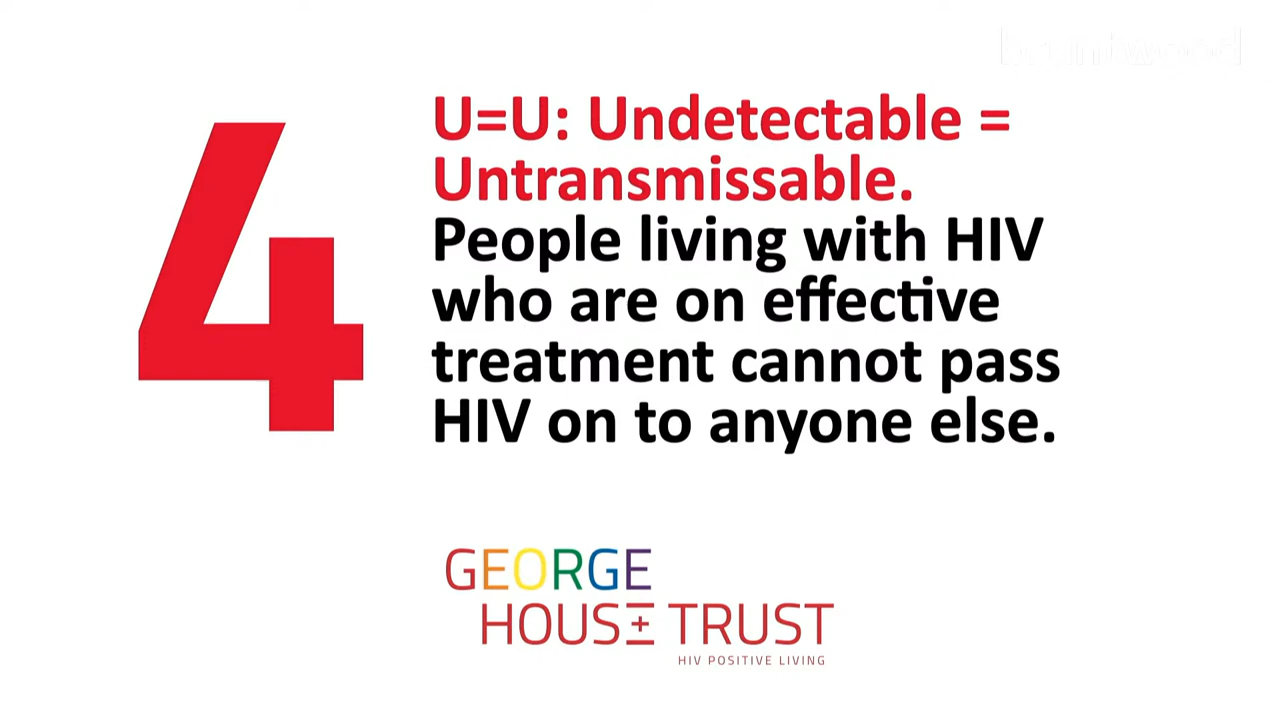 4
U=U: Undetectable =
Untransmissable.
People living with HIV
who are on effective
treatment cannot pass
HIV on to anyone else.
GEORGE
HOUSE TRUST
HIV POSITIVE LIVING